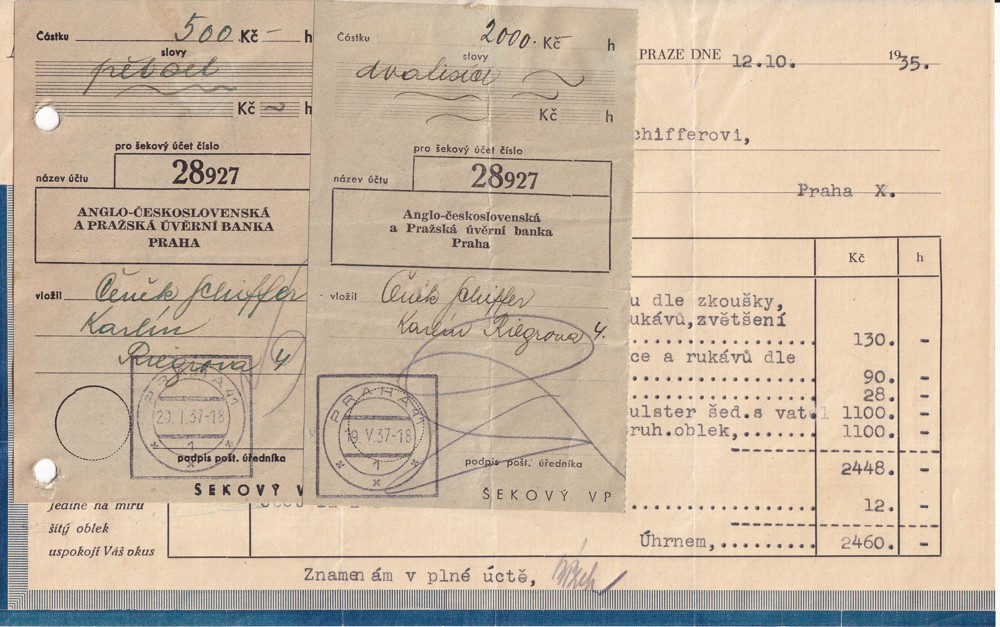 Částku 500 Kč – h
slovy
pětset
Kč ~ h
pro šekový účet číslo
28927
název účtu
ANGLO-ČESKOSLOVENSKÁ
A PRAŽSKÁ ÚVĚRNÍ BANKA
PRAHA
vložil Čeněk Schiffer
Karlín
Riegrova 4
20.I.37-18
1
podpis pošt. úředníka
ŠEKOVÝ V
Částku 2000.– Kč h
slovy
dvatisíce
Kč h
pro šekový účet číslo
28927
název účtu
Anglo-československá
a Pražská úvěrní banka
Praha
vložil Čeněk Schiffer
Karlín Riegrova 4.
PRAHA 41
19.V.37-18
1
podpis pošt. úředníka
ŠEKOVÝ VP
PRAZE DNE 12.10. 1935.
chifferovi,
Praha X.
Kč h
u dle zkoušky,
ukávů,zvětšení
130. -
ce a rukávů dle
90. -
28. -
ulster šed.s vat 1100. -
ruh.oblek, 1100. -
2448. -
12. -
Úhrnem, 2460. -
jedině na míru
šitý oblek
uspokojí Váš vkus
Znamenám v plné úctě,